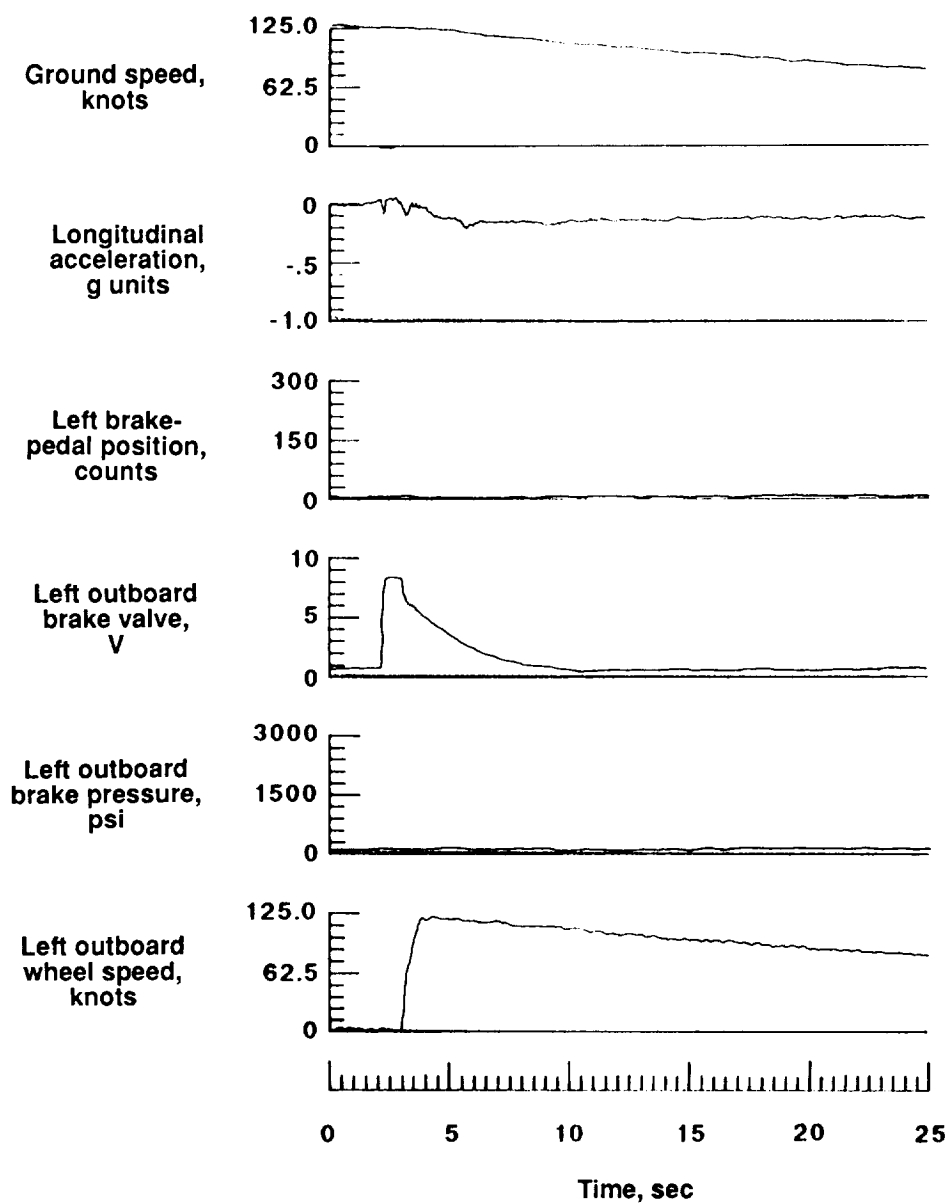 125.0
Ground speed,
knots
62.5
0
0
Longitudinal
acceleration,
g units
-.5
-1.0
300
Left brake-
pedal position,
counts
150
0
10
Left outboard
brake valve,
V
5
0
3000
Left outboard
brake pressure,
psi
1500
0
125.0
Left outboard
wheel speed,
knots
62.5
0
0 5 10 15 20 25
Time, sec